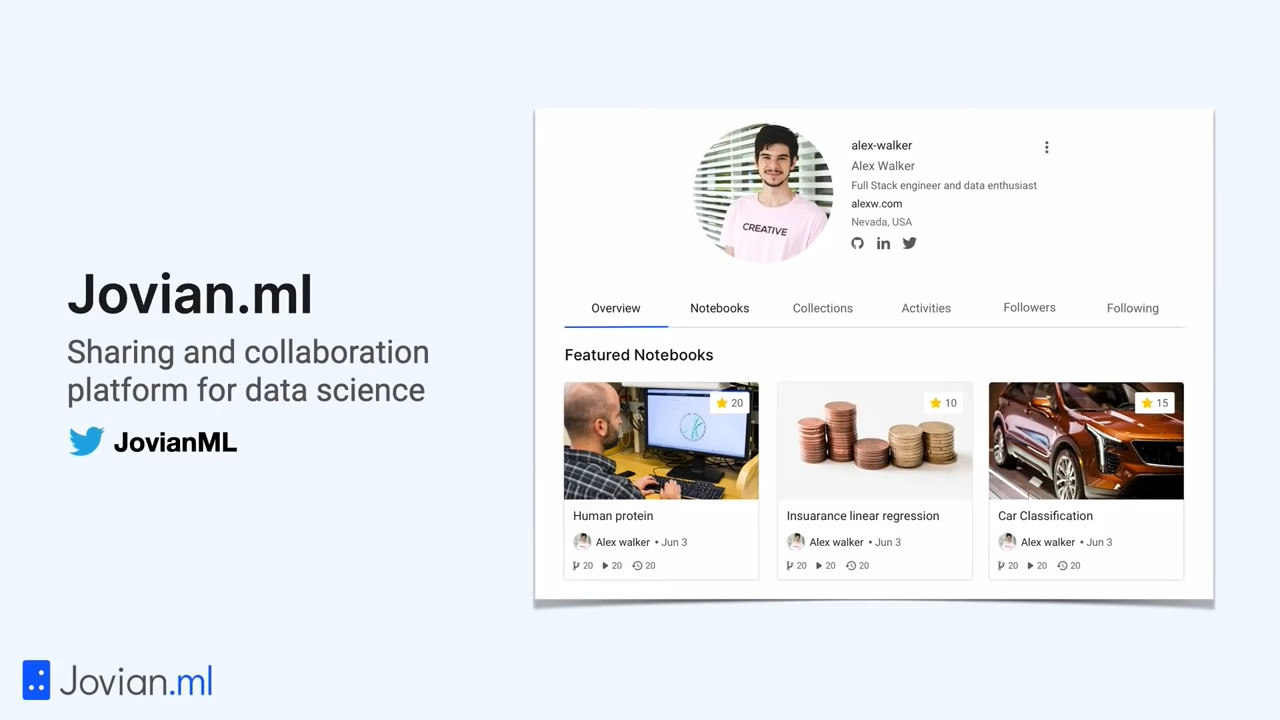 Jovian.ml
Sharing and collaboration
platform for data science
JovianML
alex-walker
Alex Walker
Full Stack engineer and data enthusiast
alexw.com
Nevada, USA
CREATIVE
Overview Notebooks Collections Activities Followers Following
Featured Notebooks
20
Human protein
Alex walker • Jun 3
20 20 20
10
Insuarance linear regression
Alex walker • Jun 3
20 20 20
15
Car Classification
Alex walker • Jun 3
20 20 20
Jovian.ml